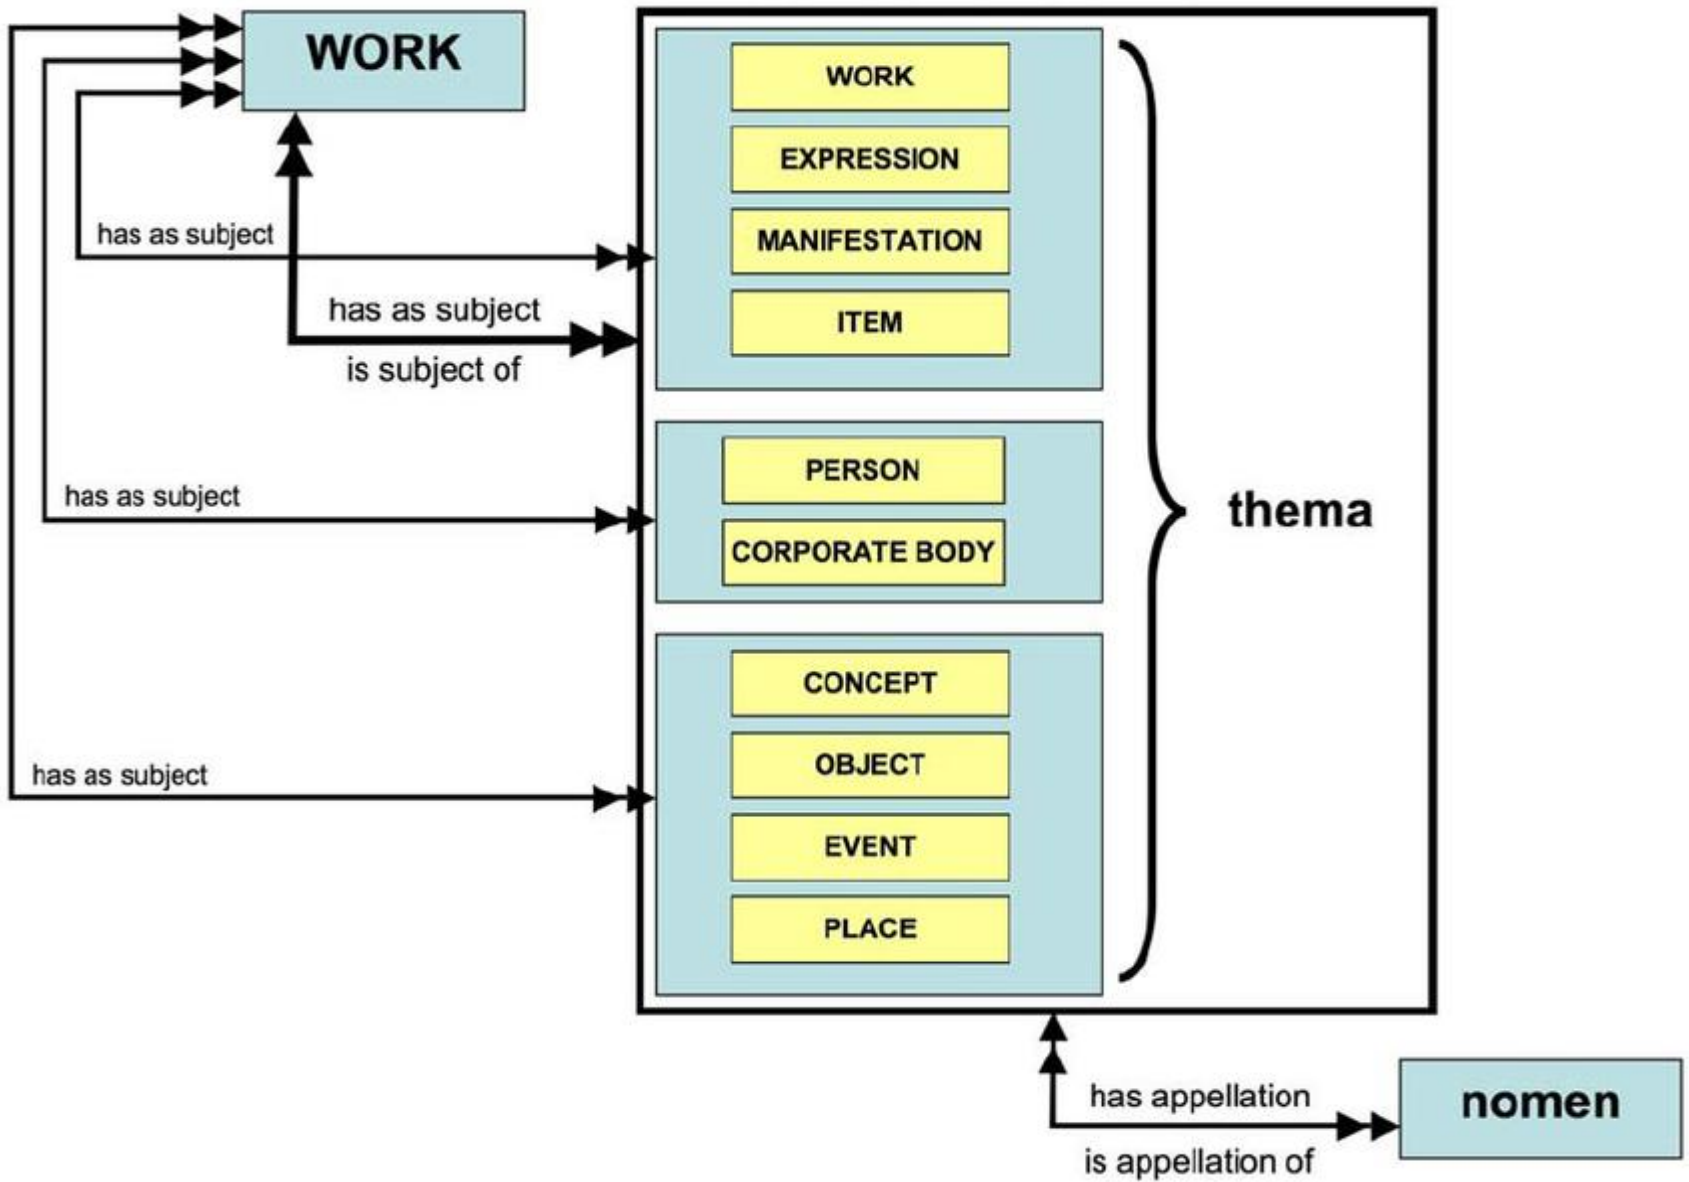 WORK
WORK
EXPRESSION
MANIFESTATION
ITEM
has as subject
has as subject
is subject of
PERSON
CORPORATE BODY
has as subject
thema
CONCEPT
OBJECT
EVENT
PLACE
has as subject
has appellation
is appellation of
nomen